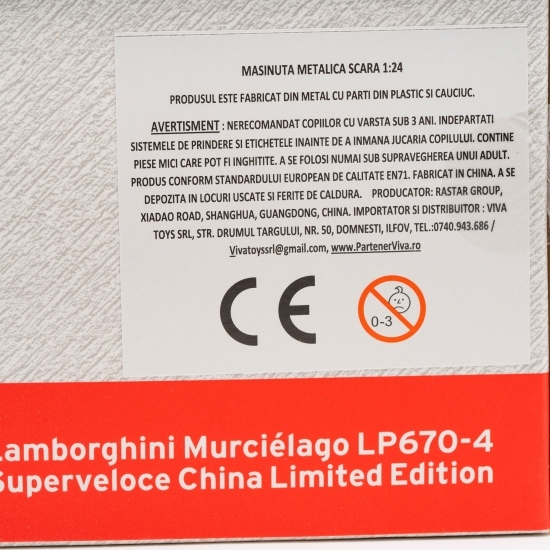 MASINUTA METALICA SCARA 1:24
PRODUSUL ESTE FABRICAT DIN METAL CU PARTI DIN PLASTIC SI CAUCIUC.
AVERTISMENT : NERECOMANDAT COPIILOR CU VARSTA SUB 3 ANI. INDEPARTATI
SISTEMELE DE PRINDERE SI ETICHETELE INAINTE DE A INMANA JUCARIA COPILULUI. CONTINE
PIESE MICI CARE POT FI INGHITITE. A SE FOLOSI NUMAI SUB SUPRAVEGHEREA UNUI ADULT.
PRODUS CONFORM STANDARDULUI EUROPEAN DE CALITATE EN71. FABRICAT IN CHINA. A SE
DEPOZITA IN LOCURI USCATE SI FERITE DE CALDURA. PRODUCATOR: RASTAR GROUP,
XIADAO ROAD, SHANGHUA, GUANGDONG, CHINA. IMPORTATOR SI DISTRIBUITOR : VIVA
TOYS SRL, STR. DRUMUL TARGULUI, NR. 50, DOMNESTI, ILFOV, TEL.:0740.943.686 /
Vivatoyssrl@gmail.com, www.PartenerViva.ro
CE
0-3
Lamborghini Murciélago LP670-4
Superveloce China Limited Edition